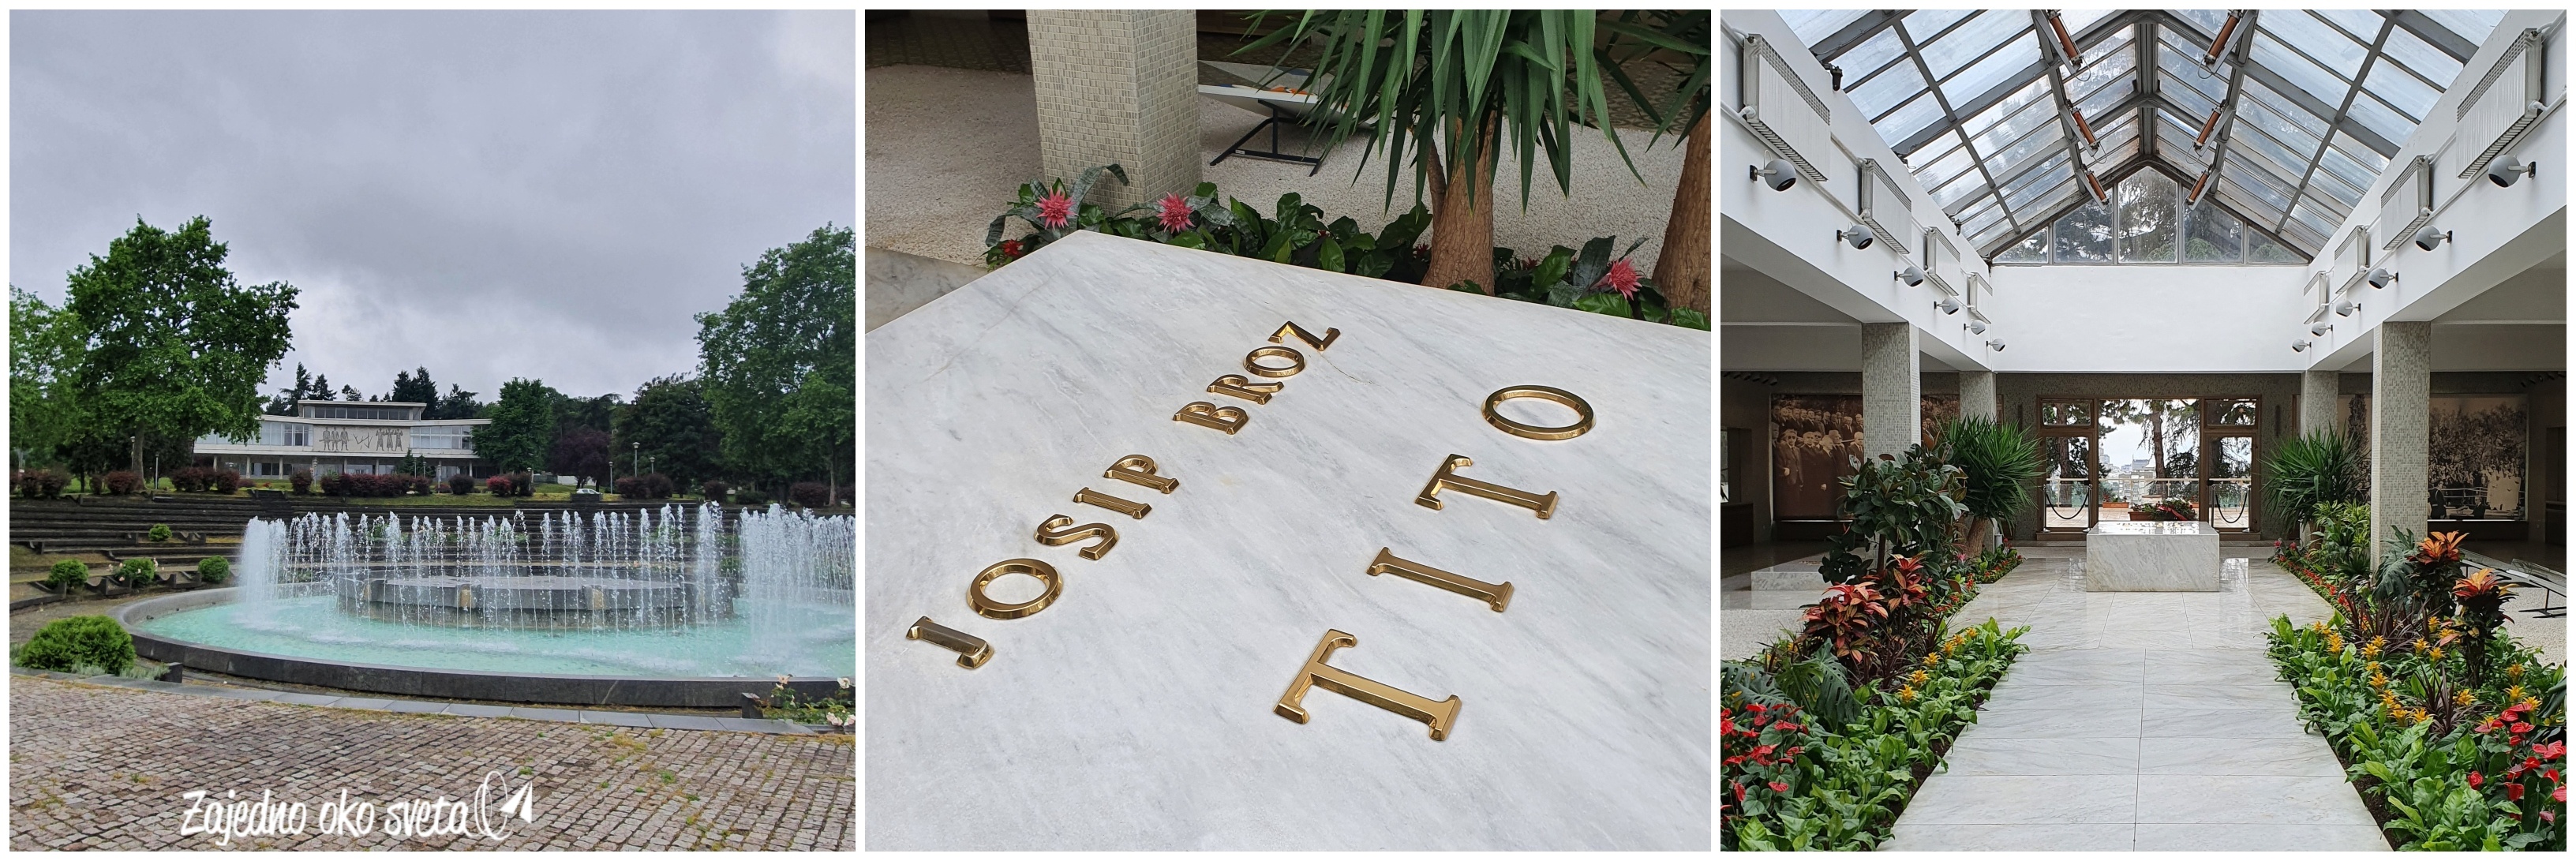 Zajedno oko sveta
JOSIP BROZ
TITO